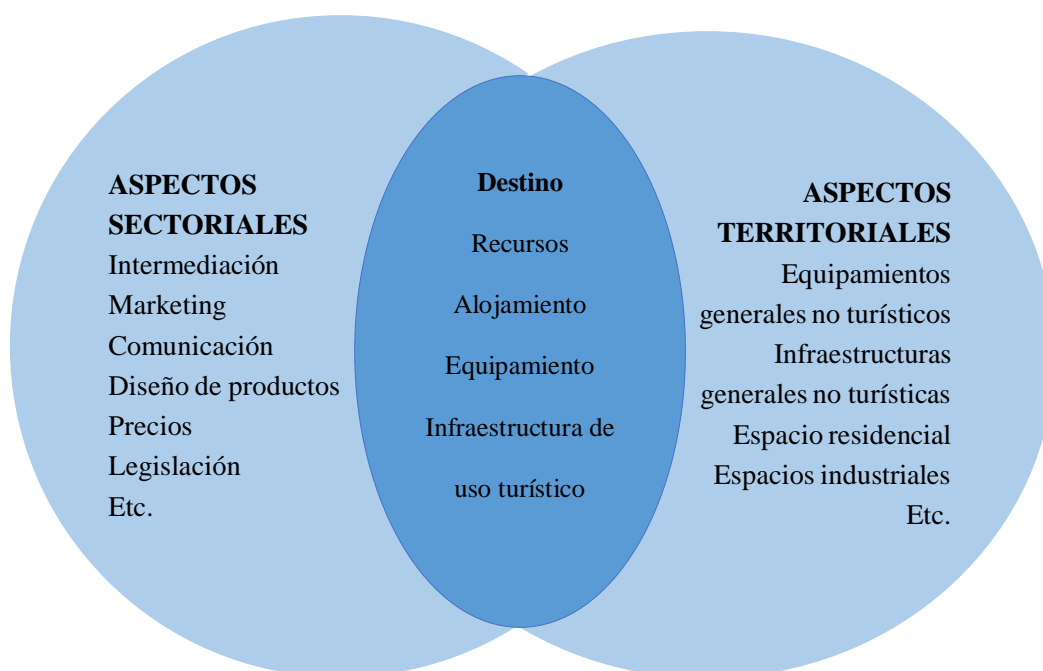 ASPECTOS
SECTORIALES
Intermediación
Marketing
Comunicación
Diseño de productos
Precios
Legislación
Etc.
Destino
Recursos
Alojamiento
Equipamiento
Infraestructura de
uso turístico
ASPECTOS
TERRITORIALES
Equipamientos
generales no turísticos
Infraestructuras
generales no turísticas
Espacio residencial
Espacios industriales
Etc.